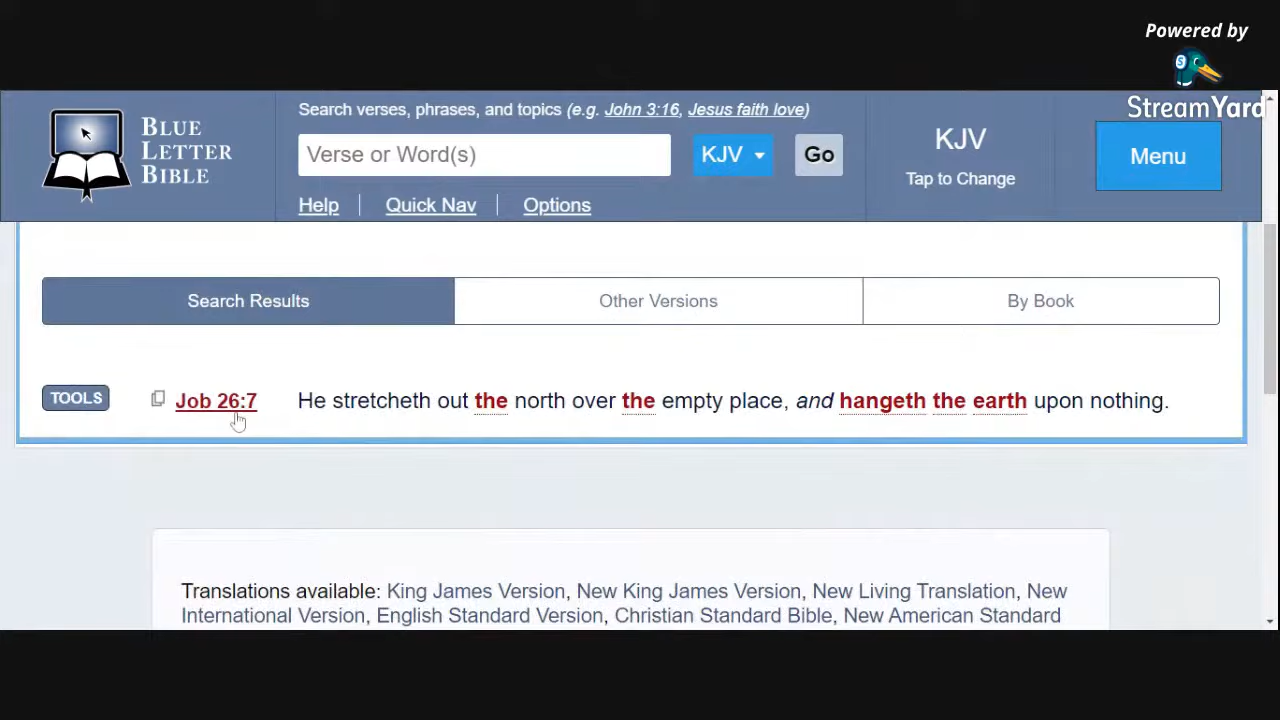 Powered by
StreamYard
BLUE
LETTER
BIBLE
Search verses, phrases, and topics (e.g. John 3:16, Jesus faith love)
Verse or Word(s)
KJV
Go
Help
Quick Nav
Options
KJV
Tap to Change
Menu
Search Results
Other Versions
By Book
TOOLS
Job 26:7
He stretcheth out the north over the empty place, and hangeth the earth upon nothing.
Translations available: King James Version, New King James Version, New Living Translation, New
International Version, English Standard Version, Christian Standard Bible, New American Standard